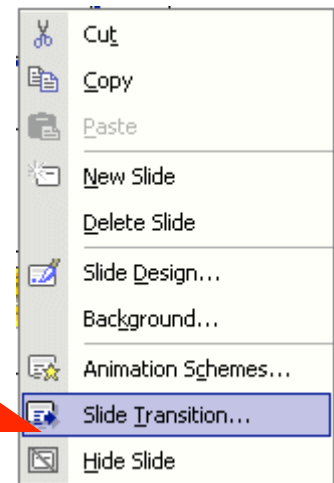 Cut
Copy
Paste
New Slide
Delete Slide
Slide Design...
Background...
Animation Schemes...
Slide Transition...
Hide Slide